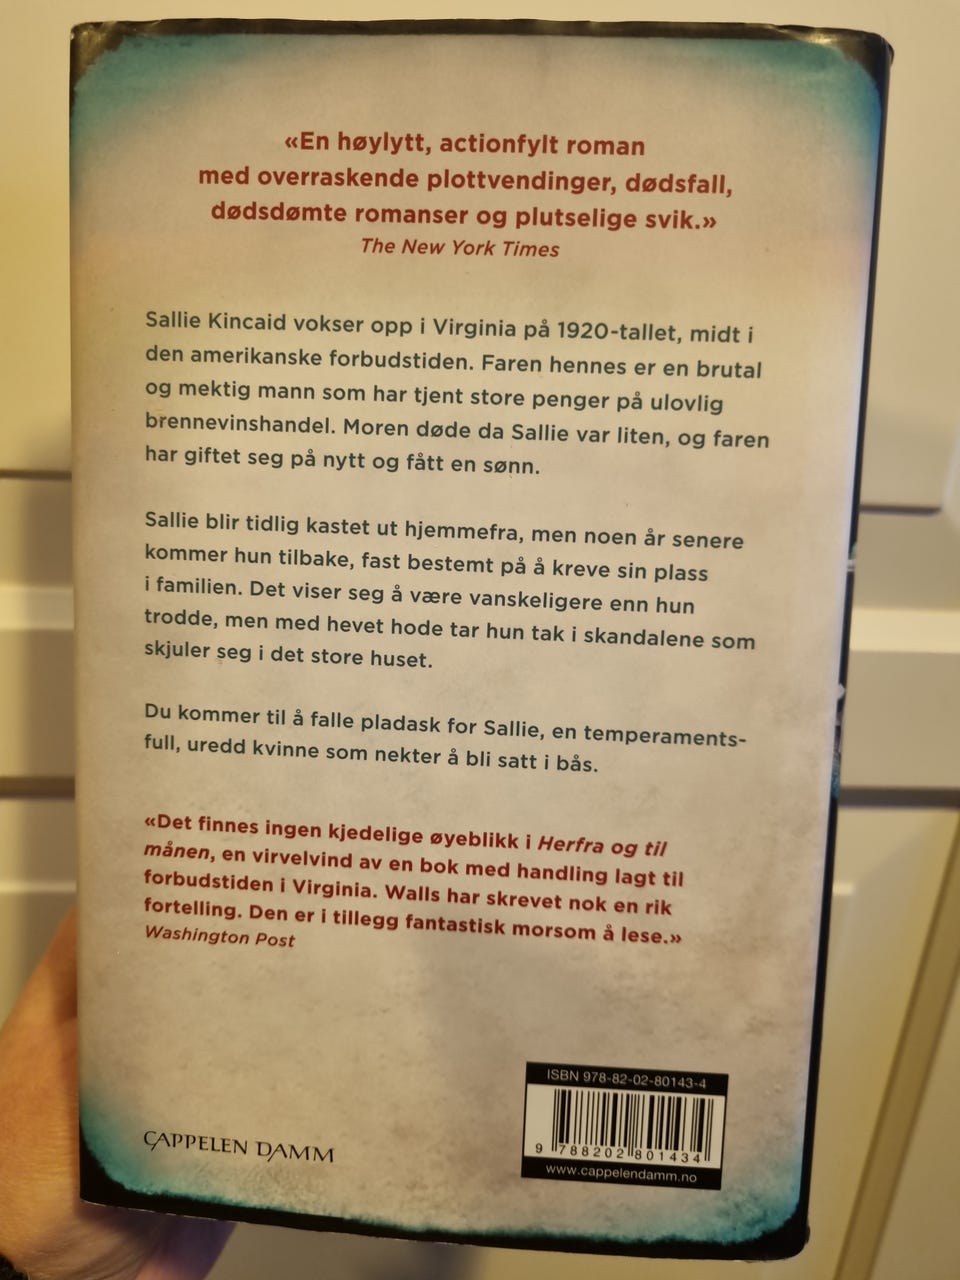 «En høylytt, actionfylt roman
med overraskende plottvendinger, dødsfall,
dødsdømte romanser og plutselige svik.»
The New York Times
Sallie Kincaid vokser opp i Virginia på 1920-tallet, midt i
den amerikanske forbudstiden. Faren hennes er en brutal
og mektig mann som har tjent store penger på ulovlig
brennevinshandel. Moren døde da Sallie var liten, og faren
har giftet seg på nytt og fått en sønn.
Sallie blir tidlig kastet ut hjemmefra, men noen år senere
kommer hun tilbake, fast bestemt på å kreve sin plass
i familien. Det viser seg å være vanskeligere enn hun
trodde, men med hevet hode tar hun tak i skandalene som
skjuler seg i det store huset.
Du kommer til å falle pladask for Sallie, en temperaments-
full, uredd kvinne som nekter å bli satt i bås.
«Det finnes ingen kjedelige øyeblikk i Herfra og til
månen, en virvelvind av en bok med handling lagt til
forbudstiden i Virginia. Walls har skrevet nok en rik
fortelling. Den er i tillegg fantastisk morsom å lese.»
Washington Post
CAPPELEN DAMM
ISBN 978-82-02-80143-4
9 788202 801434
www.cappelendamm.no